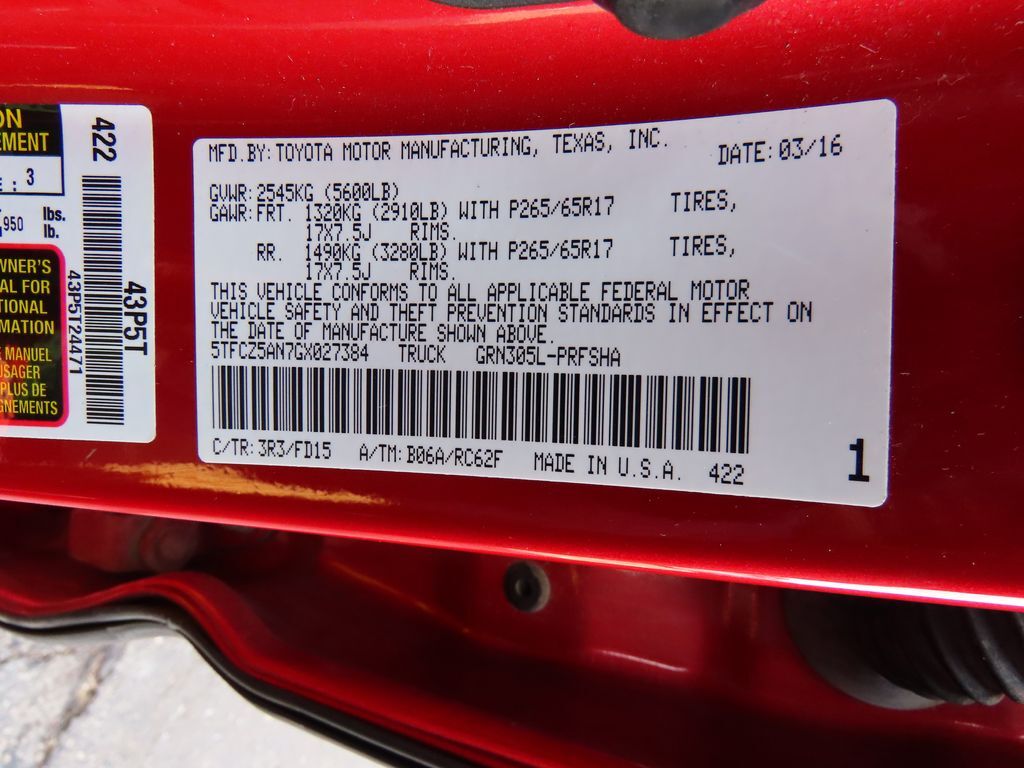 ON
EMENT
E : 3
950 lbs.
lb.
WNER'S
AL FOR
TIONAL
MATION
MANUEL
USAGER
PLUS DE
GNEMENTS
422
43P5T24471
43P5T
MFD.BY: TOYOTA MOTOR MANUFACTURING, TEXAS, INC. DATE: 03/16
GVWR: 2545KG (5600LB)
GAWR: FRT. 1320KG (2910LB) WITH P265/65R17 TIRES,
17X7.5J RIMS.
RR. 1490KG (3280LB) WITH P265/65R17 TIRES,
17X7.5J RIMS.
THIS VEHICLE CONFORMS TO ALL APPLICABLE FEDERAL MOTOR
VEHICLE SAFETY AND THEFT PREVENTION STANDARDS IN EFFECT ON
THE DATE OF MANUFACTURE SHOWN ABOVE.
5TFCZ5AN7GX027384 TRUCK GRN305L-PRFSHA
C/TR: 3R3/FD15 A/TM: B06A/RC62F MADE IN U.S.A. 422
1